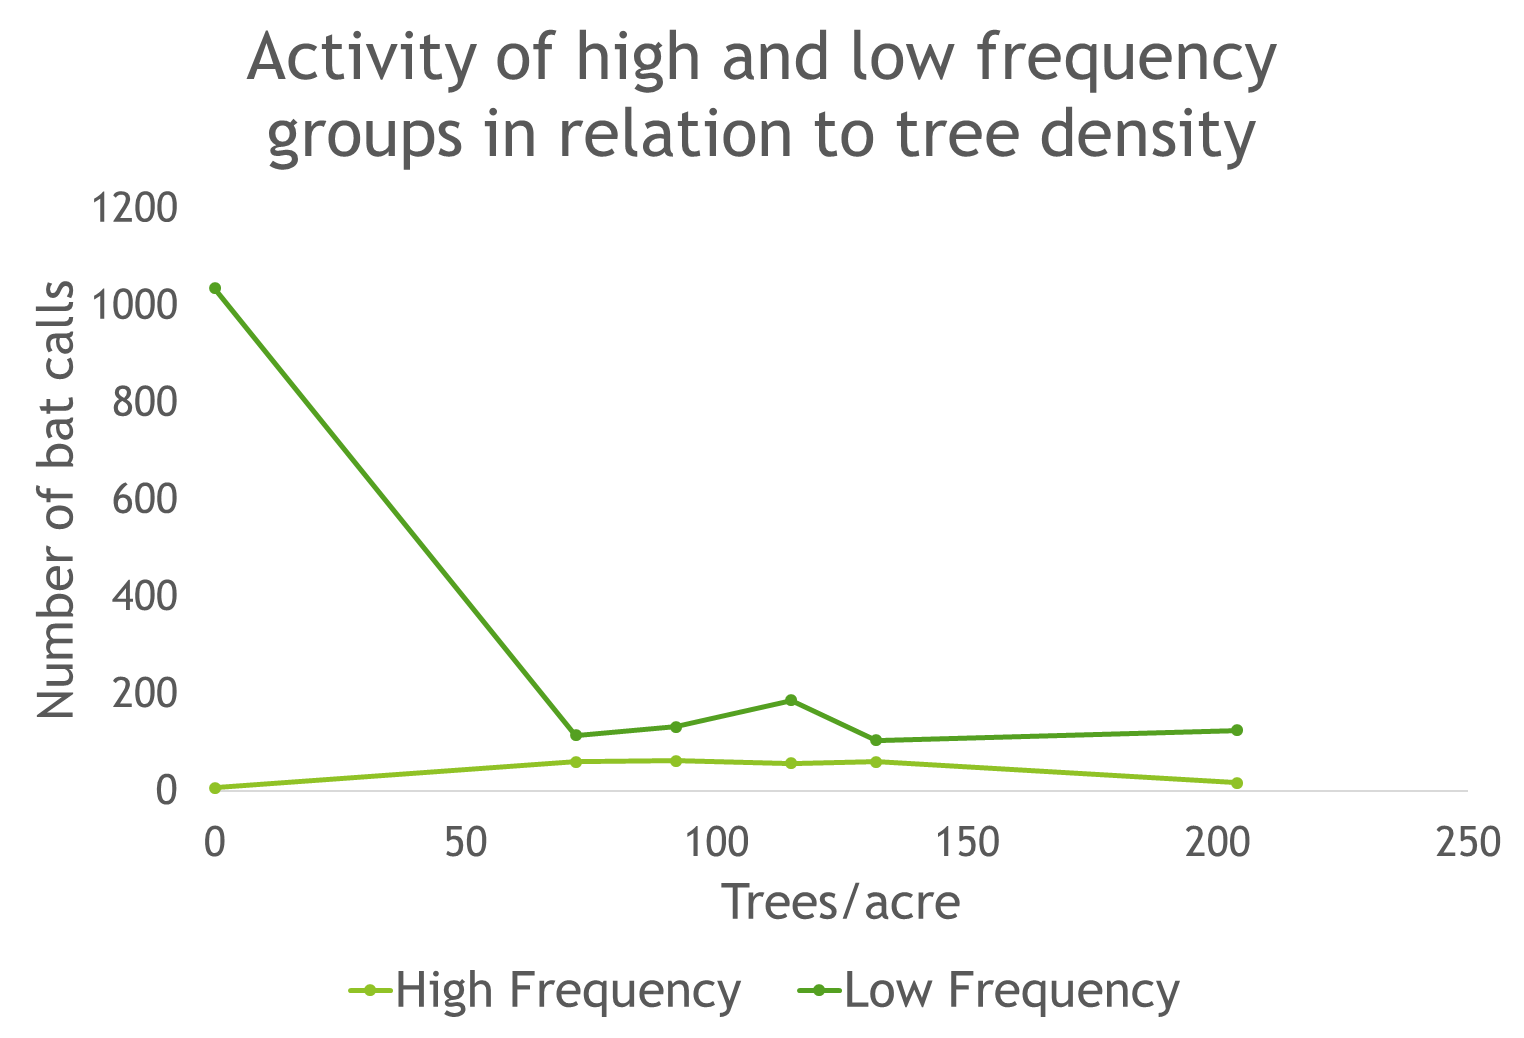 Activity of high and low frequency
groups in relation to tree density
1200
1000
800
600
400
200
0
Number of bat calls
0 50 100 150 200 250
Trees/acre
High Frequency Low Frequency